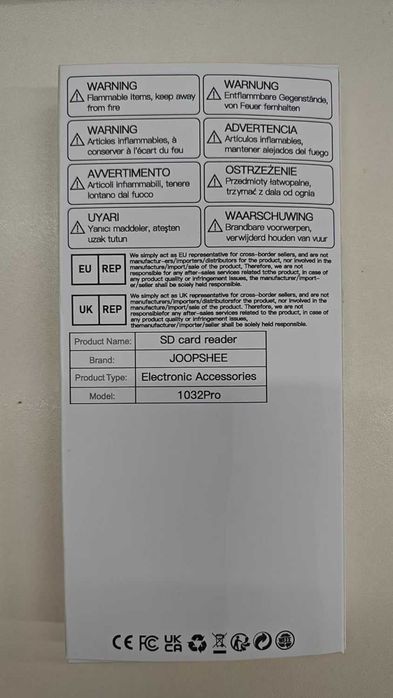 WARNING
Flammable items, keep away
from fire
WARNUNG
Entflammbare Gegenstände,
von Feuer fernhalten
WARNING
Articles inflammables, à
conserver à l'écart du feu
ADVERTENCIA
Artículos inflamables,
mantener alejados del fuego
AVVERTIMENTO
Articoli infiammabili, tenere
lontano dal fuoco
OSTRZEŻENIE
Przedmioty łatwopalne,
trzymać z dala od ognia
UYARI
Yanıcı maddeler, ateşten
uzak tutun
WAARSCHUWING
Brandbare voorwerpen,
verwijderd houden van vuur
EU REP
We simply act as EU representative for cross-border sellers, and are not
manufactur-ers/importers/distributors for the product, nor involved in the
manufacture/import/sale of the product, Therefore, we are not
responsible for any after-sales services related tothe product, in case of
any product quality or infringement issues, the manufacturer/import-
er/seller shall be solely held responsible.
UK REP
We simply act as UK representative for cross-border sellers, and are not
manufacturers/importers/distributorsfor the product, nor involved in the
manufacture/import/sale of the product, Therefore, we are not
responsiblefor any after-sales services related to the product, in case of
any product quality or infringement issues,
themanufacturer/importer/seller shall be solely held responsible.
Product Name: SD card reader
Brand: JOOPSHEE
Product Type: Electronic Accessories
Model: 1032Pro
CE FC UK CA